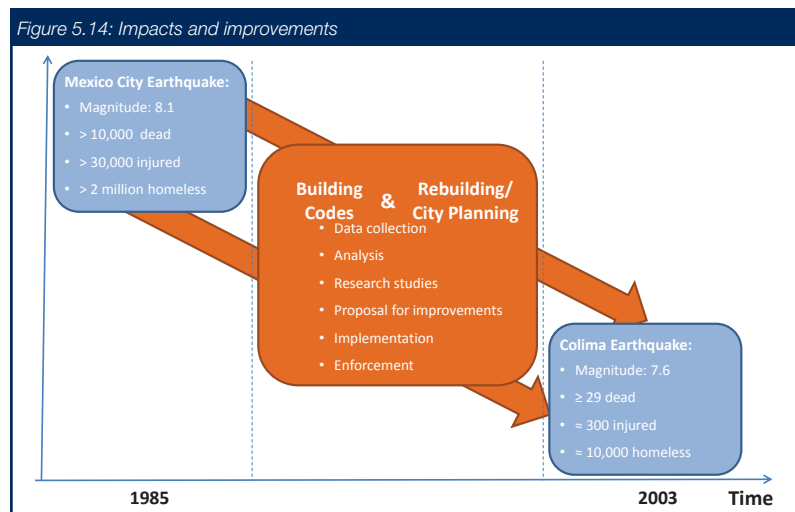 Figure 5.14: Impacts and improvements
Mexico City Earthquake:
• Magnitude: 8.1
• > 10,000 dead
• > 30,000 injured
• > 2 million homeless
Building Codes & Rebuilding/ City Planning
• Data collection
• Analysis
• Research studies
• Proposal for improvements
• Implementation
• Enforcement
Colima Earthquake:
• Magnitude: 7.6
• ≥ 29 dead
• ≈ 300 injured
• ≈ 10,000 homeless
1985
2003
Time